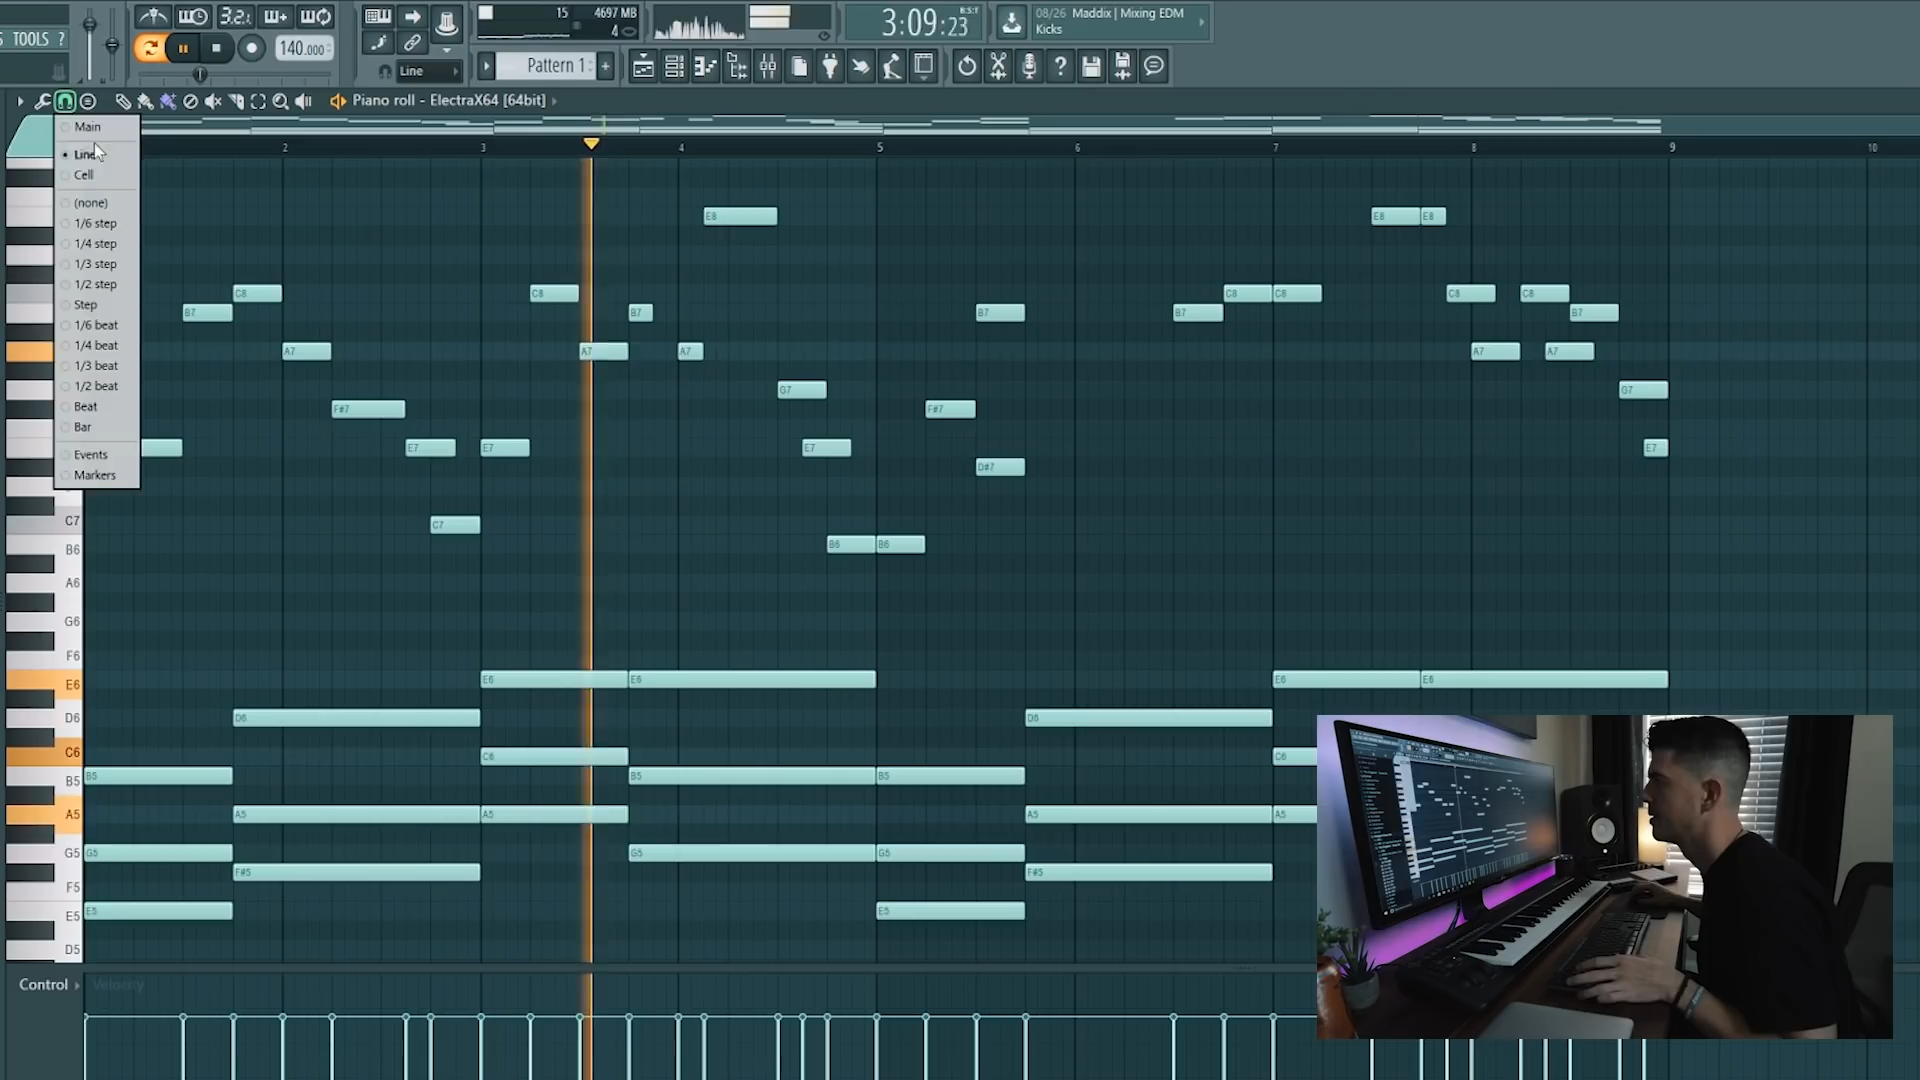 15
4697 MB
4
3:09:23
B:S:T
08/26 Maddix | Mixing EDM
Kicks
S TOOLS ?
3.2.
140.000
Line
Pattern 1
Piano roll - ElectraX64 [64bit]
Main
Line
Cell
(none)
1/6 step
1/4 step
1/3 step
1/2 step
Step
1/6 beat
1/4 beat
1/3 beat
1/2 beat
Beat
Bar
Events
Markers
2 3 4 5 6 7 8 9 10
E8 E8 E8
C8 C8 C8 C8 C8 C8
B7 B7 B7 B7 B7
A7 A7 A7 A7 A7
G7 G7
F#7 F#7
E7 E7 E7 E7
D#7
C7 C7
B6 B6 B6
A6
G6
F6
E6 E6 E6 E6 E6
D6 D6 D6
C6 C6 C6
B5 B5 B5 B5
A5 A5 A5 A5 A5
G5 G5 G5 G5
F#5 F#5
F5
E5 E5 E5
D5
Control Velocity